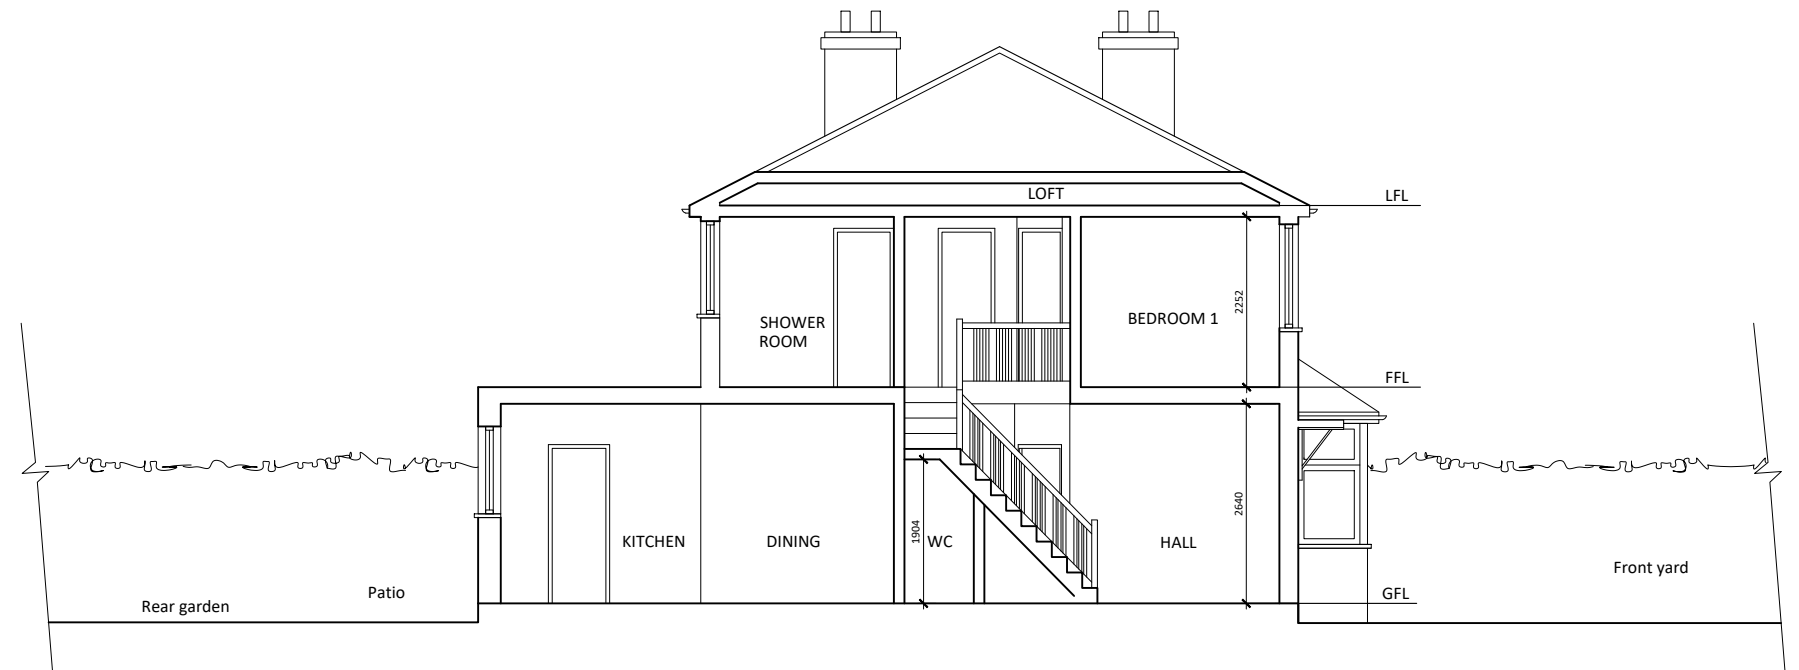 LOFT
LFL
2252
SHOWER
ROOM
BEDROOM 1
FFL
2640
1904
KITCHEN
DINING
WC
HALL
Front yard
Patio
Rear garden
GFL